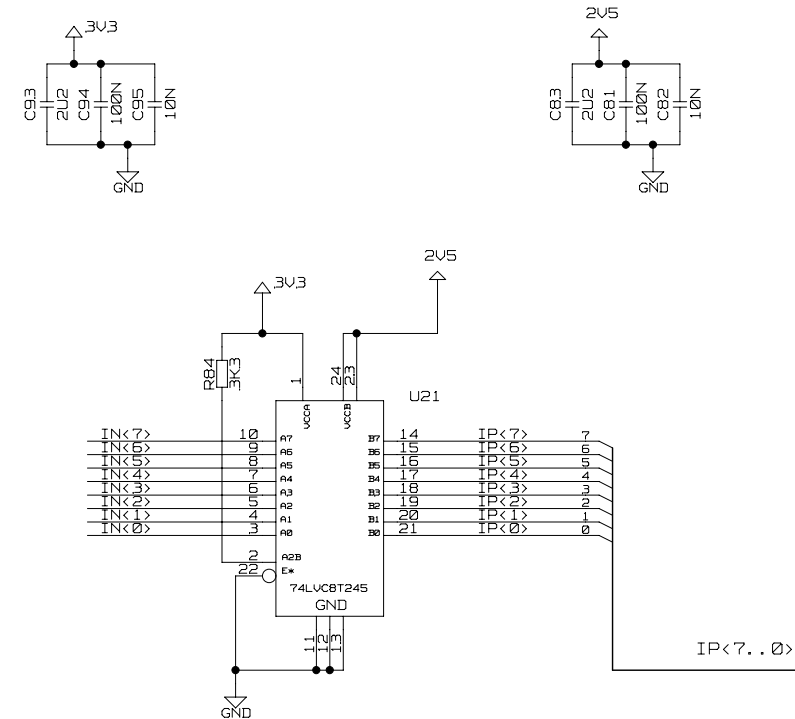 3V3
2V5
C93
2U2
C94
100N
C95
10N
C83
2U2
C81
100N
C82
10N
GND
GND
3V3
2V5
R84
3K3
1
24
23
U21
VCCA
VCCB
IN<7> 10 A7 B7 14 IP<7> 7
IN<6> 9 A6 B6 15 IP<6> 6
IN<5> 8 A5 B5 16 IP<5> 5
IN<4> 7 A4 B4 17 IP<4> 4
IN<3> 6 A3 B3 18 IP<3> 3
IN<2> 5 A2 B2 19 IP<2> 2
IN<1> 4 A1 B1 20 IP<1> 1
IN<0> 3 A0 B0 21 IP<0> 0
2 A2B
22 E*
74LVC8T245
GND
11
12
13
IP<7..0>
GND